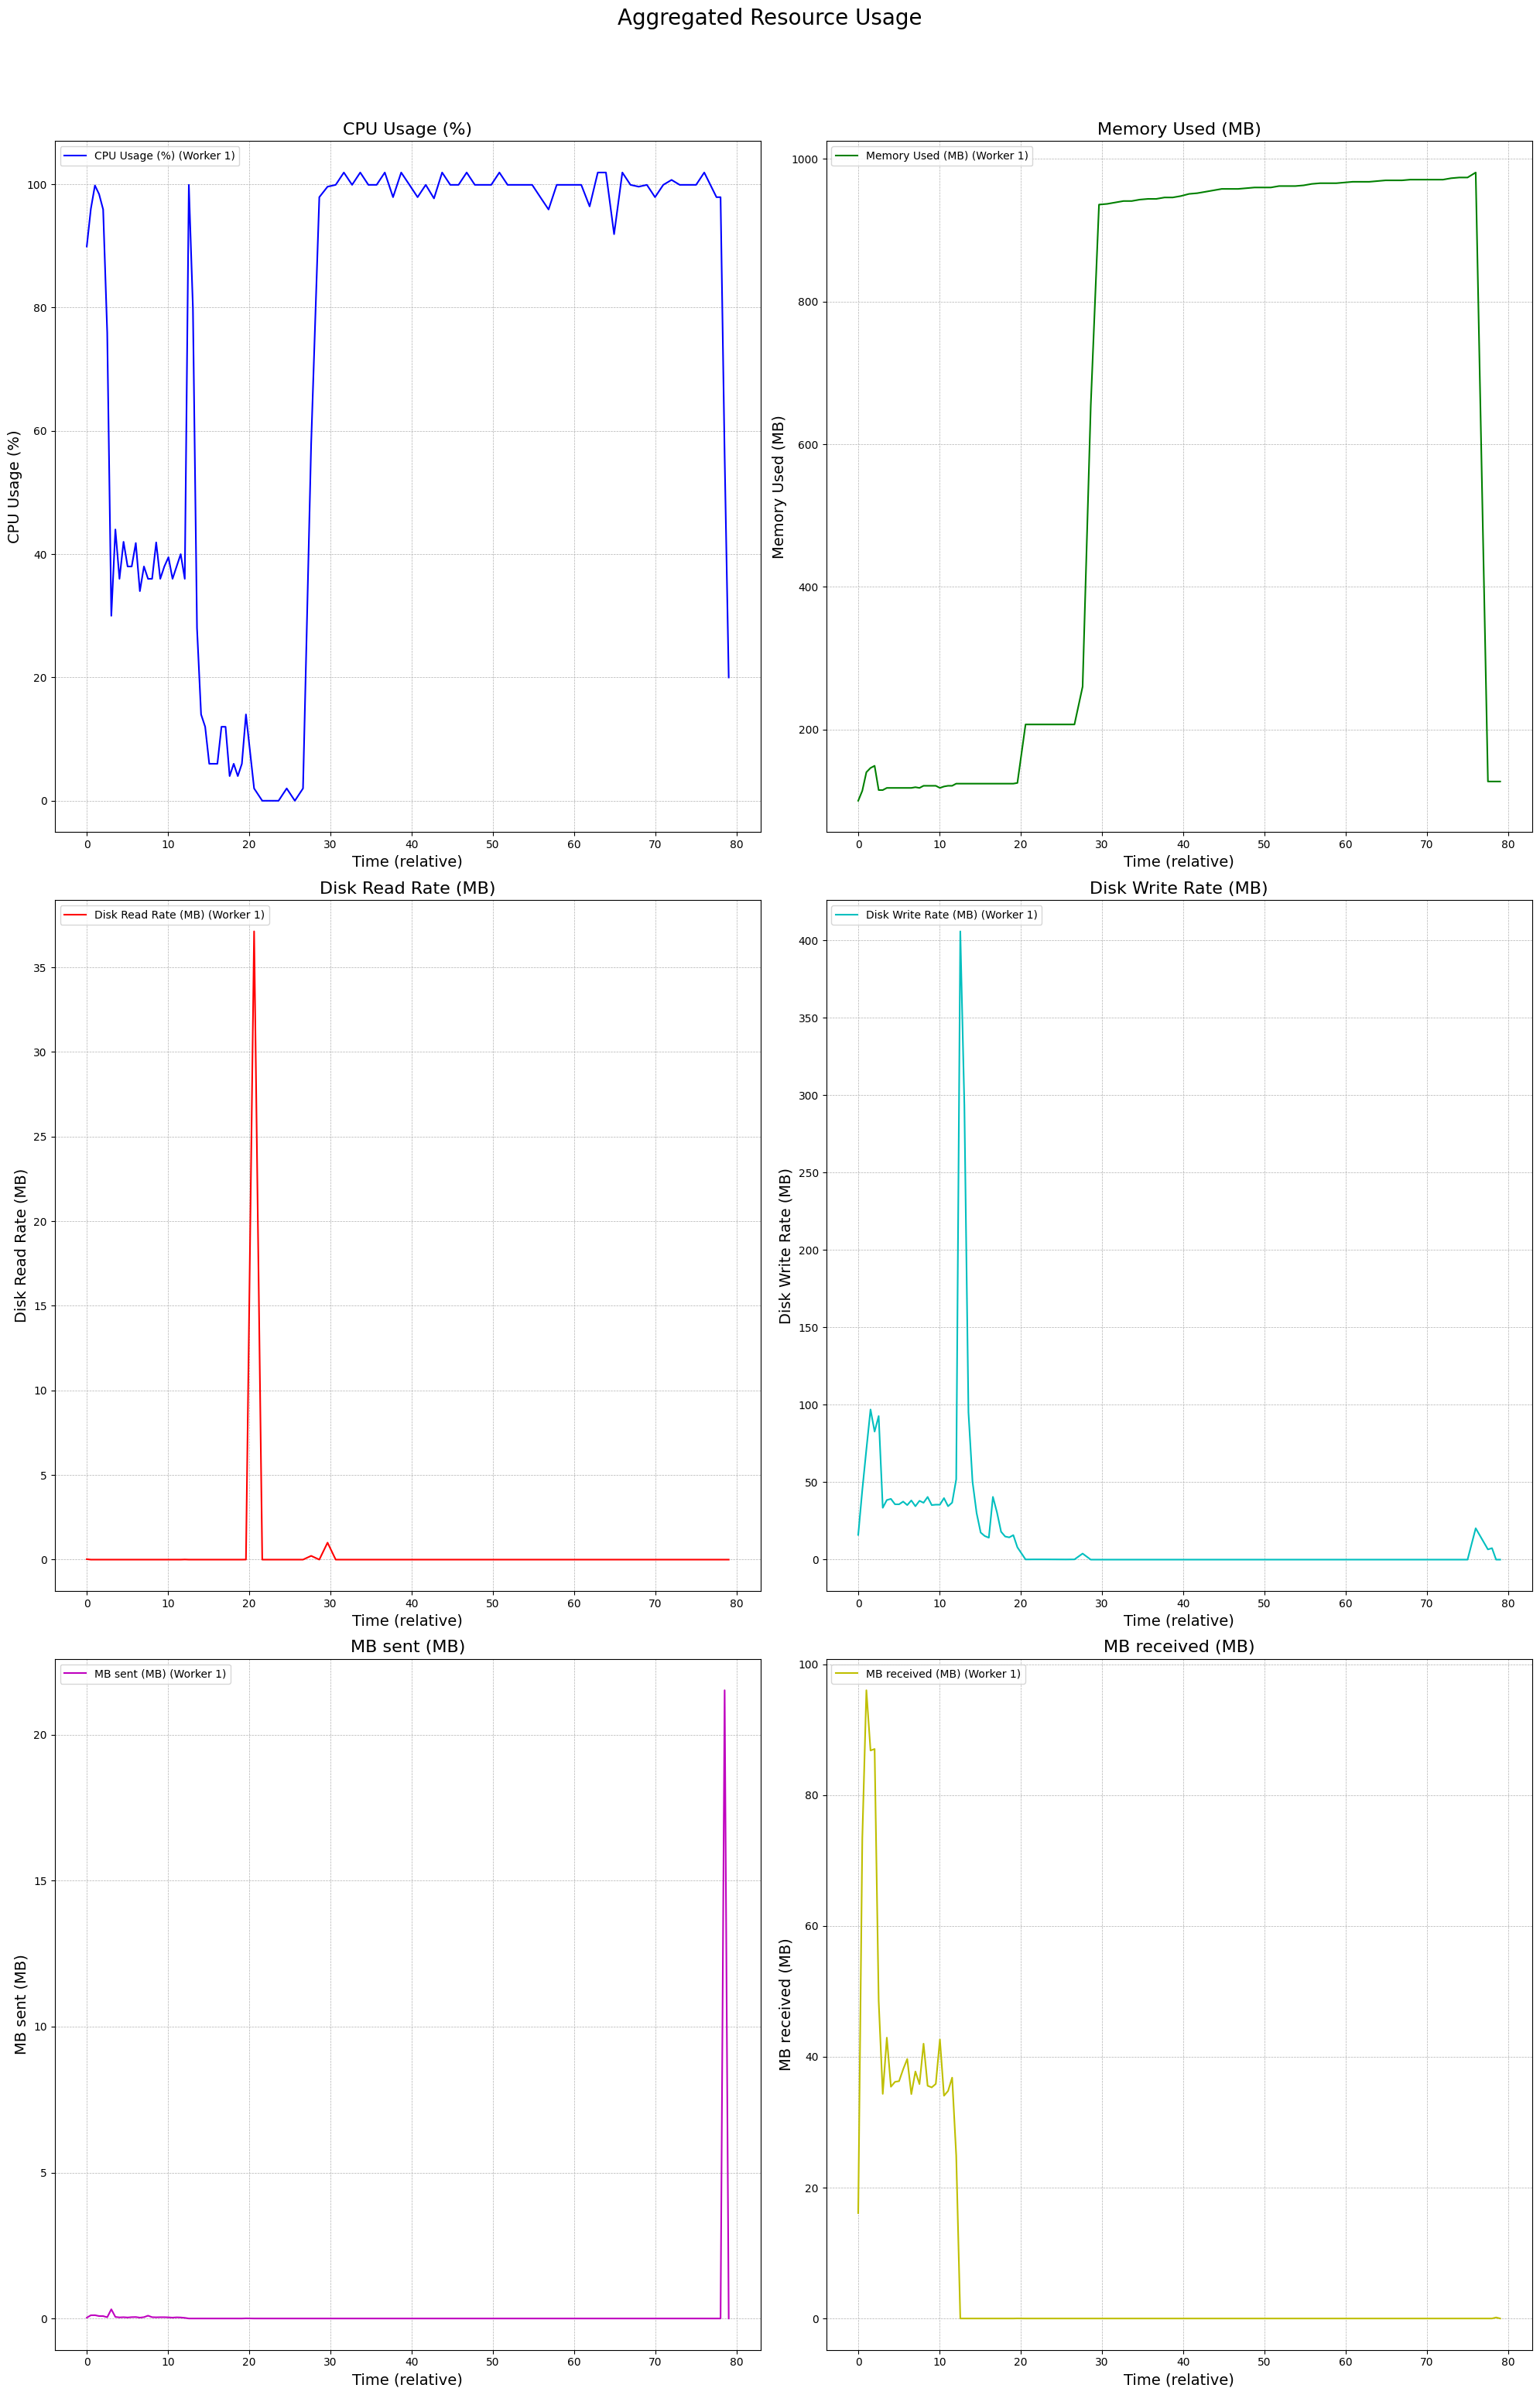 Aggregated Resource Usage
CPU Usage (%)
CPU Usage (%) (Worker 1)
CPU Usage (%)
100
80
60
40
20
0
0 10 20 30 40 50 60 70 80
Time (relative)
Memory Used (MB)
Memory Used (MB) (Worker 1)
Memory Used (MB)
1000
800
600
400
200
0 10 20 30 40 50 60 70 80
Time (relative)
Disk Read Rate (MB)
Disk Read Rate (MB) (Worker 1)
Disk Read Rate (MB)
35
30
25
20
15
10
5
0
0 10 20 30 40 50 60 70 80
Time (relative)
Disk Write Rate (MB)
Disk Write Rate (MB) (Worker 1)
Disk Write Rate (MB)
400
350
300
250
200
150
100
50
0
0 10 20 30 40 50 60 70 80
Time (relative)
MB sent (MB)
MB sent (MB) (Worker 1)
MB sent (MB)
20
15
10
5
0
0 10 20 30 40 50 60 70 80
Time (relative)
MB received (MB)
MB received (MB) (Worker 1)
MB received (MB)
100
80
60
40
20
0
0 10 20 30 40 50 60 70 80
Time (relative)